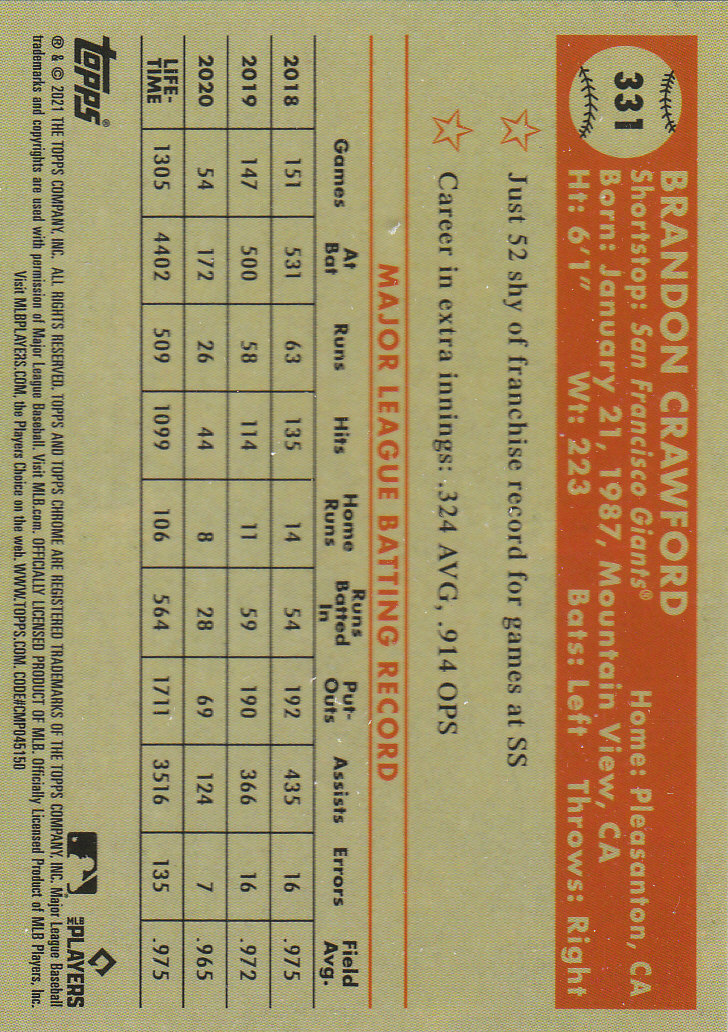 331
BRANDON CRAWFORD
Shortstop: San Francisco Giants® Home: Pleasanton, CA
Born: January 21, 1987, Mountain View, CA
Ht: 6'1" Wt: 223 Bats: Left Throws: Right
Just 52 shy of franchise record for games at SS
Career in extra innings: .324 AVG, .914 OPS
MAJOR LEAGUE BATTING RECORD
Games At Bat Runs Hits Home Runs Runs Batted In Put-Outs Assists Errors Field Avg.
2018 151 531 63 135 14 54 192 435 16 .975
2019 147 500 58 114 11 59 190 366 16 .972
2020 54 172 26 44 8 28 69 124 7 .965
LIFE-TIME 1305 4402 509 1099 106 564 1711 3516 135 .975
topps®
MLB PLAYERS
® & © 2021 THE TOPPS COMPANY, INC. ALL RIGHTS RESERVED. TOPPS AND TOPPS CHROME ARE REGISTERED TRADEMARKS OF THE TOPPS COMPANY, INC. Major League Baseball
trademarks and copyrights are used with permission of Major League Baseball. Visit MLB.com. OFFICIALLY LICENSED PRODUCT OF MLB. Officially Licensed Product of MLB Players, Inc.
Visit MLBPLAYERS.COM, the Players Choice on the web. WWW.TOPPS.COM. CODE#CMP045150